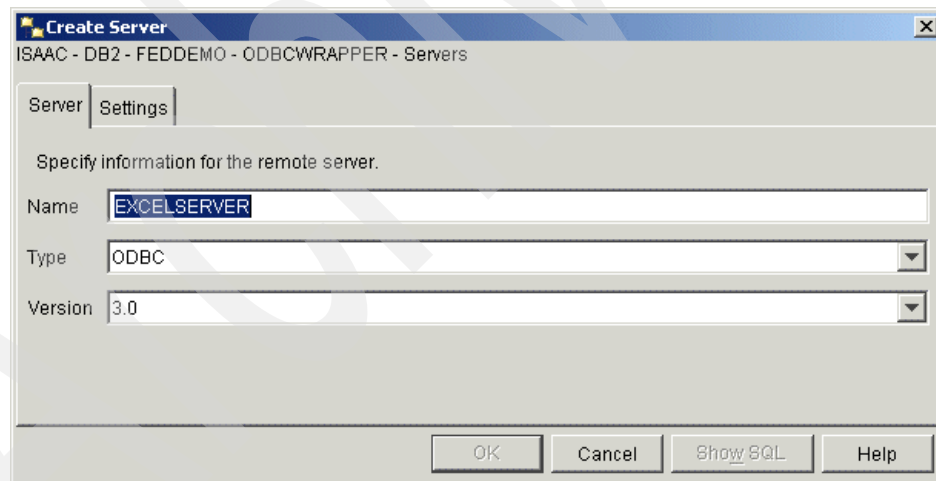 Create Server
ISAAC - DB2 - FEDDEMO - ODBCWRAPPER - Servers
Server Settings
Specify information for the remote server.
Name EXCELSERVER
Type ODBC
Version 3.0
OK Cancel Show SQL Help